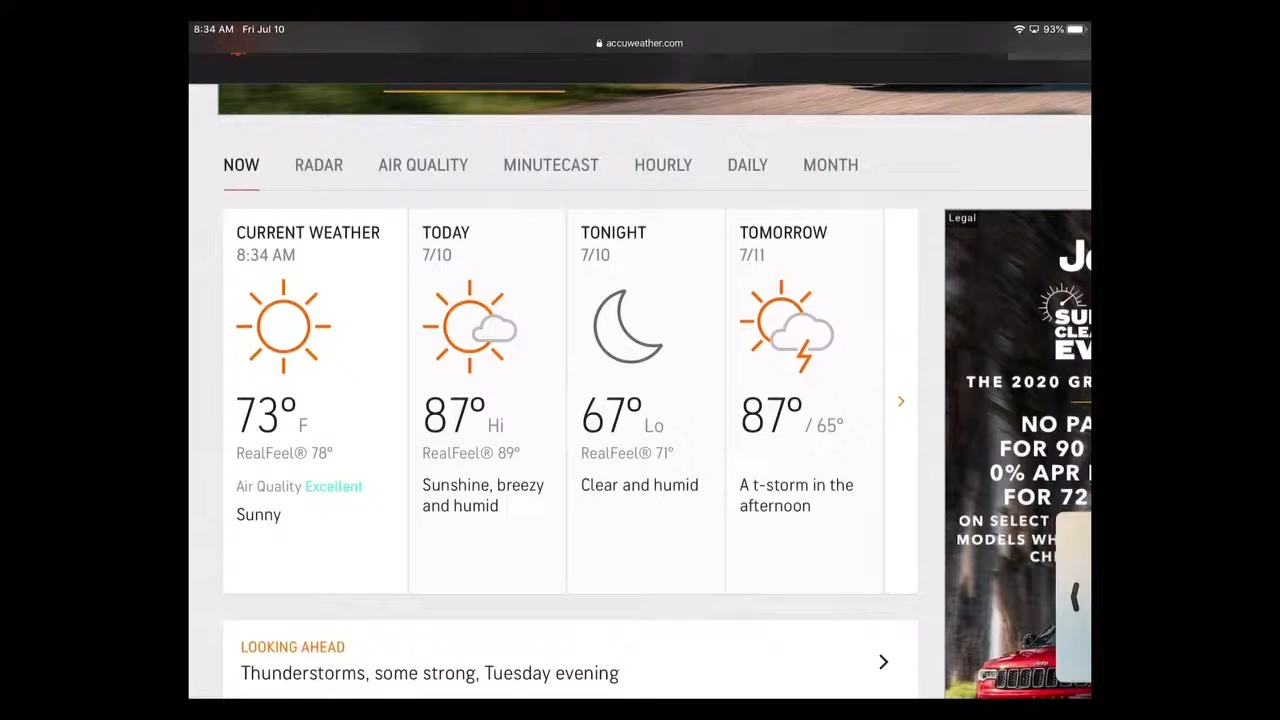 8:34 AM Fri Jul 10
93%
accuweather.com
NOW RADAR AIR QUALITY MINUTECAST HOURLY DAILY MONTH
CURRENT WEATHER
8:34 AM
73° F
RealFeel® 78°
Air Quality Excellent
Sunny
TODAY
7/10
87° Hi
RealFeel® 89°
Sunshine, breezy
and humid
TONIGHT
7/10
67° Lo
RealFeel® 71°
Clear and humid
TOMORROW
7/11
87° / 65°
A t-storm in the
afternoon
LOOKING AHEAD
Thunderstorms, some strong, Tuesday evening
Legal
THE 2020 GR
NO PA
FOR 90
0% APR
FOR 72
ON SELECT
MODELS WH